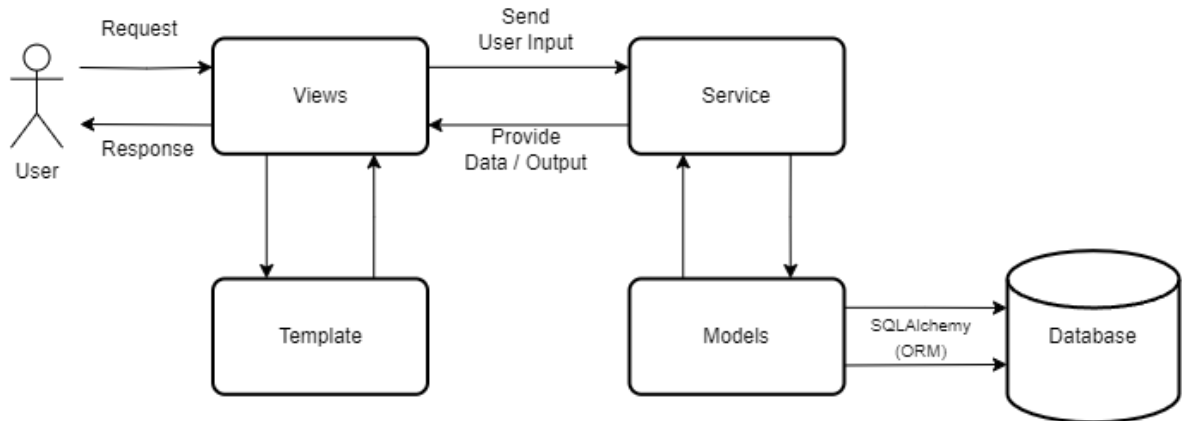 Request
Send
User Input
Views
Service
Response
Provide
Data / Output
User
Template
Models
SQLAlchemy
(ORM)
Database